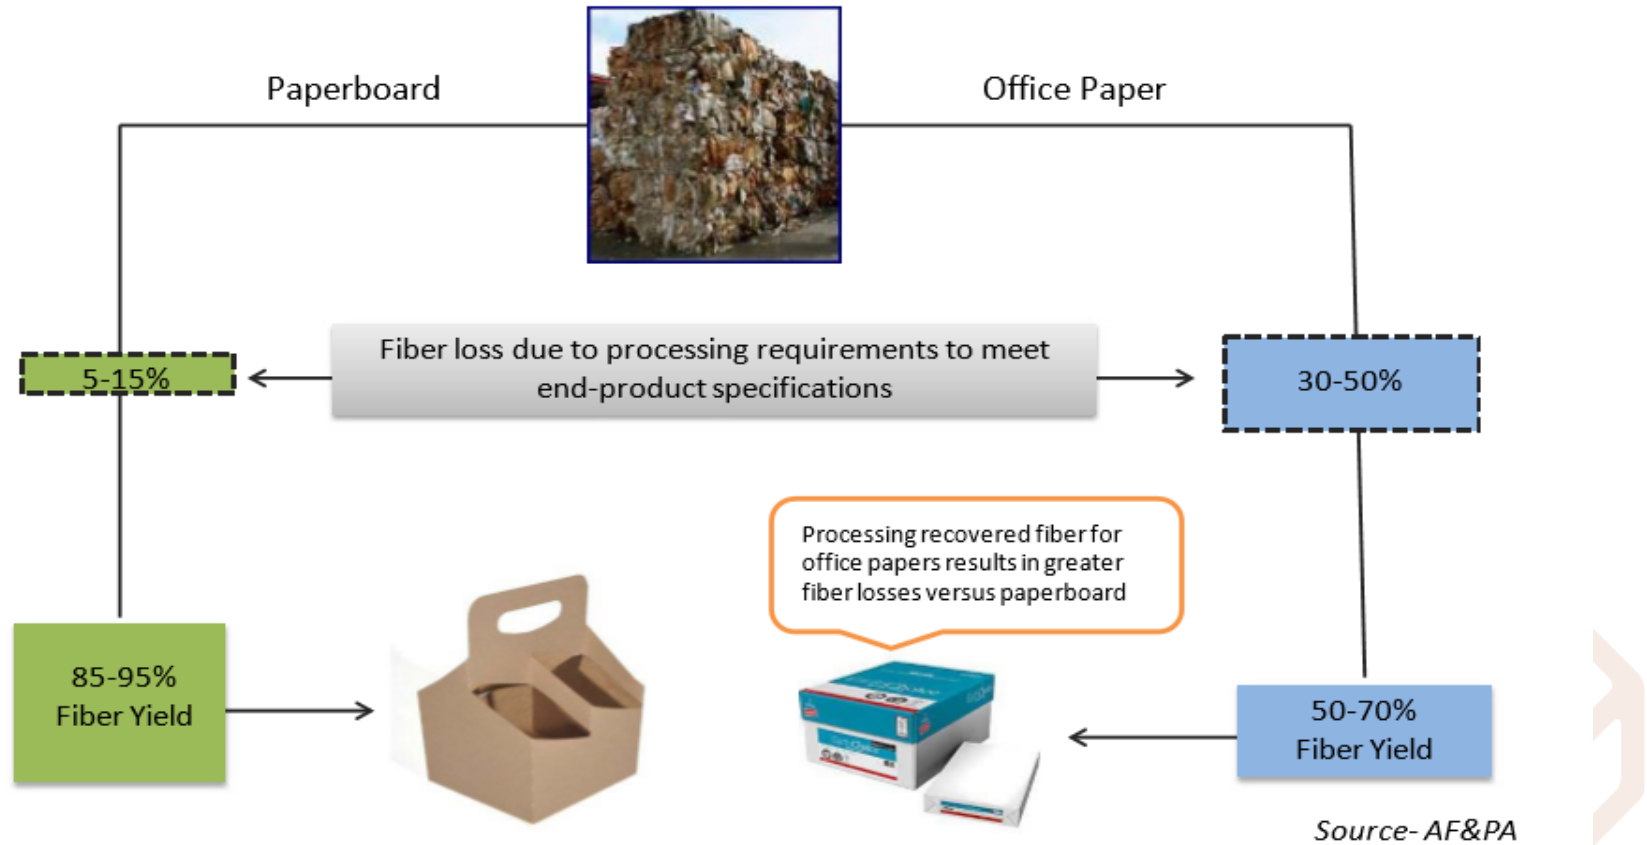 Paperboard
Office Paper
Fiber loss due to processing requirements to meet
end-product specifications
5-15%
30-50%
Processing recovered fiber for
office papers results in greater
fiber losses versus paperboard
85-95%
Fiber Yield
50-70%
Fiber Yield
Source- AF&PA